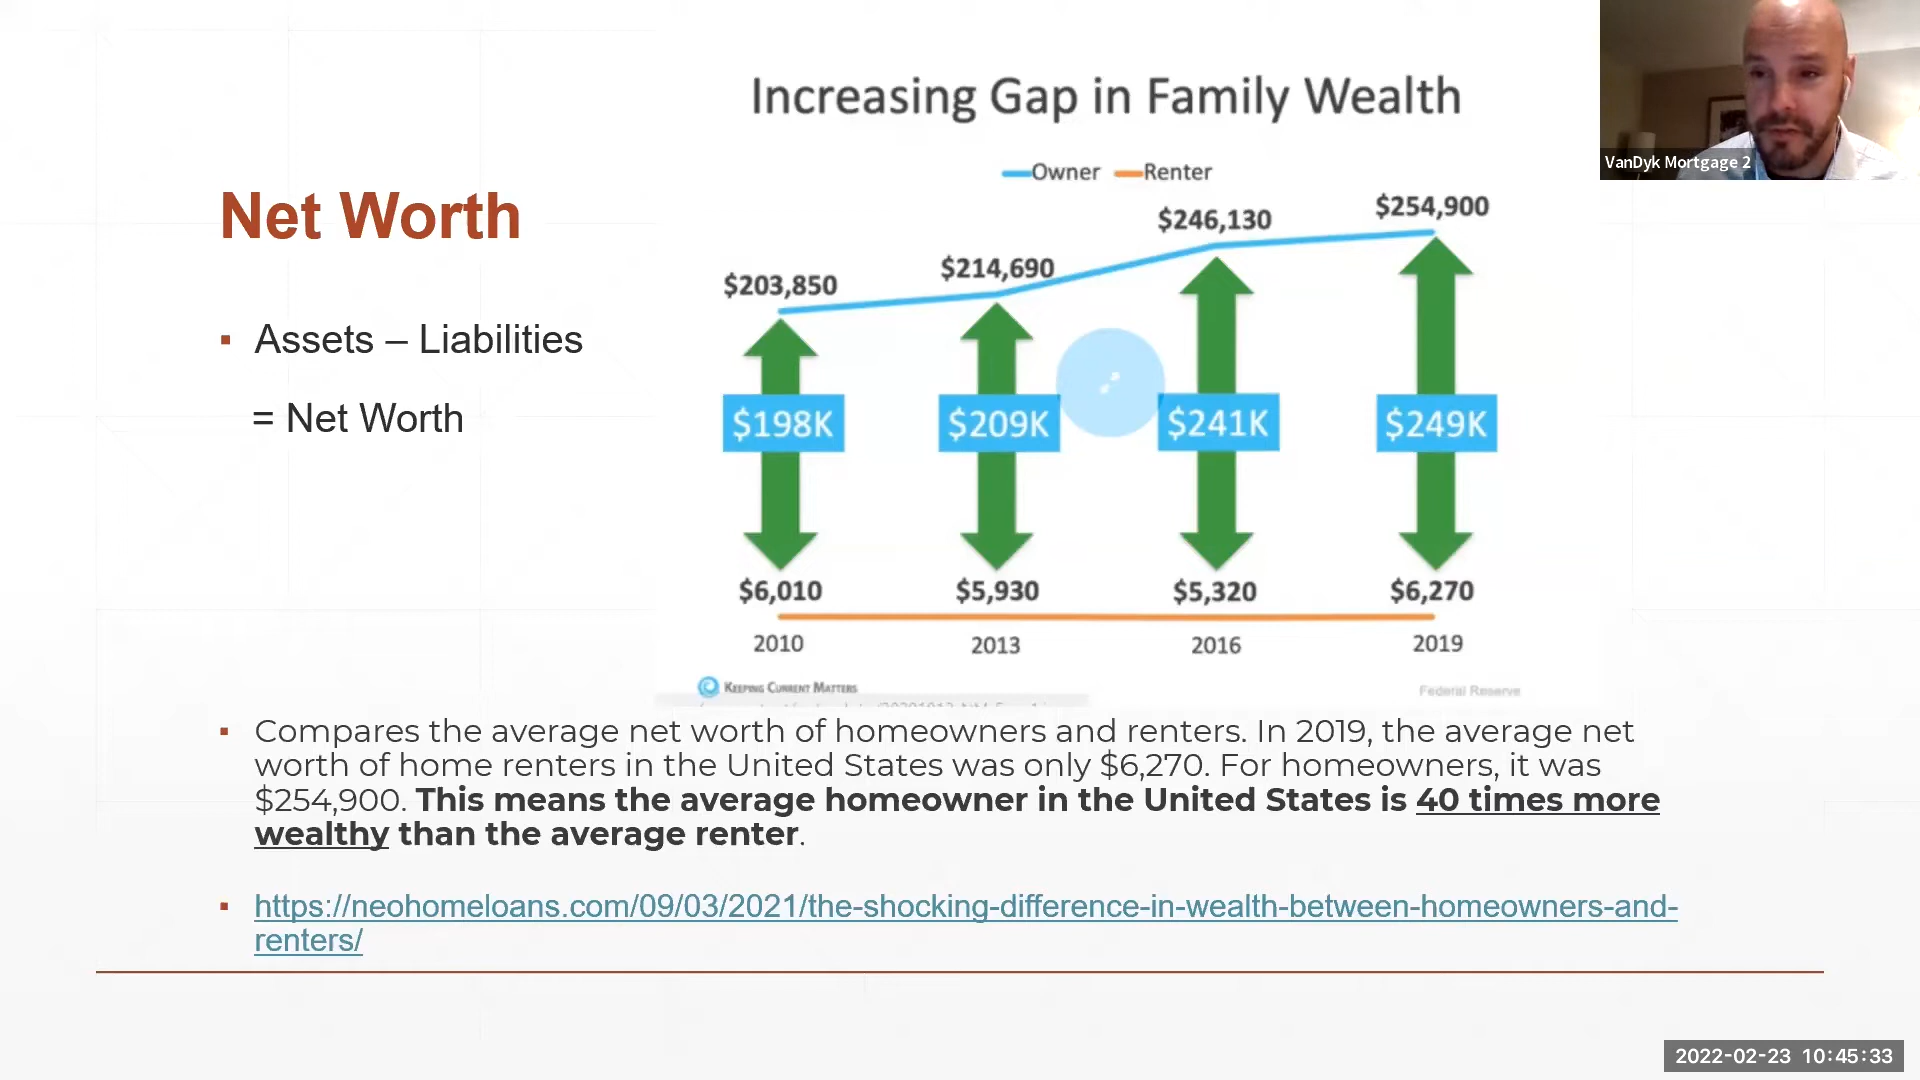 Increasing Gap in Family Wealth
VanDyk Mortgage 2
Owner Renter
Net Worth
▪ Assets – Liabilities
= Net Worth
$203,850 $214,690 $246,130 $254,900
$198K $209K $241K $249K
$6,010 $5,930 $5,320 $6,270
2010 2013 2016 2019
KEEPING CURRENT MATTERS
Federal Reserve
▪ Compares the average net worth of homeowners and renters. In 2019, the average net
worth of home renters in the United States was only $6,270. For homeowners, it was
$254,900. This means the average homeowner in the United States is 40 times more
wealthy than the average renter.
▪ https://neohomeloans.com/09/03/2021/the-shocking-difference-in-wealth-between-homeowners-and-
renters/
2022-02-23 10:45:33